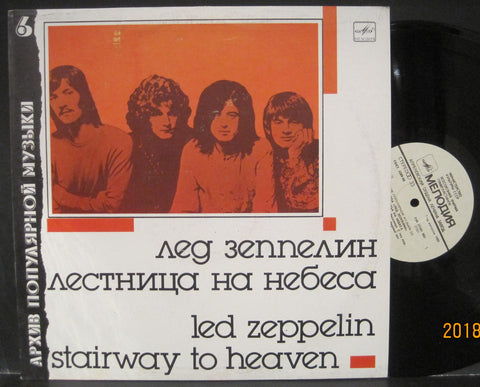 6
АРХИВ ПОПУЛЯРНОЙ МУЗЫКИ
лед зеппелин
лестница на небеса
led zeppelin
stairway to heaven
МЕЛОДИЯ
2018